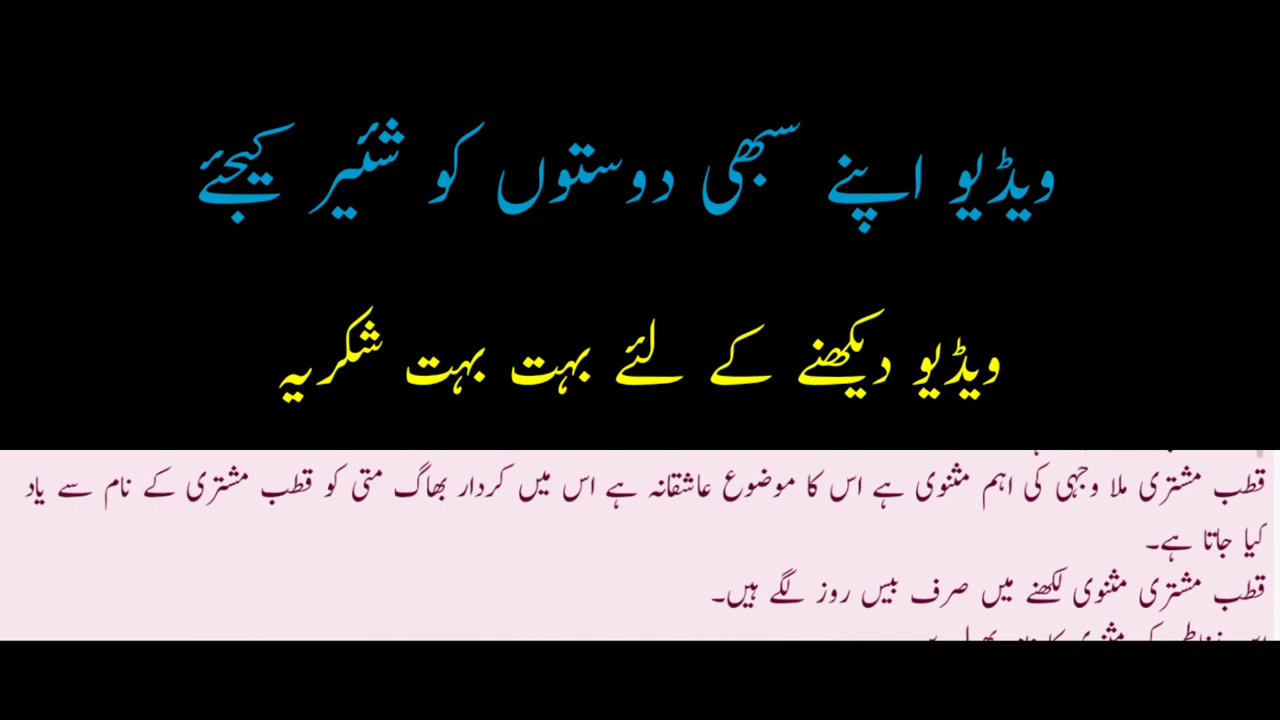 ویڈیو اپنے سبھی دوستوں کو شئیر کیجئے
ویڈیو دیکھنے کے لئے بہت بہت شکریہ
قطب مشتری ملا وجہی کی اہم مثنوی ہے اس کا موضوع عاشقانہ ہے اس میں کردار بھاگ متی کو قطب مشتری کے نام سے یاد
کیا جاتا ہے۔
قطب مشتری مثنوی لکھنے میں صرف بیس روز لگے ہیں۔